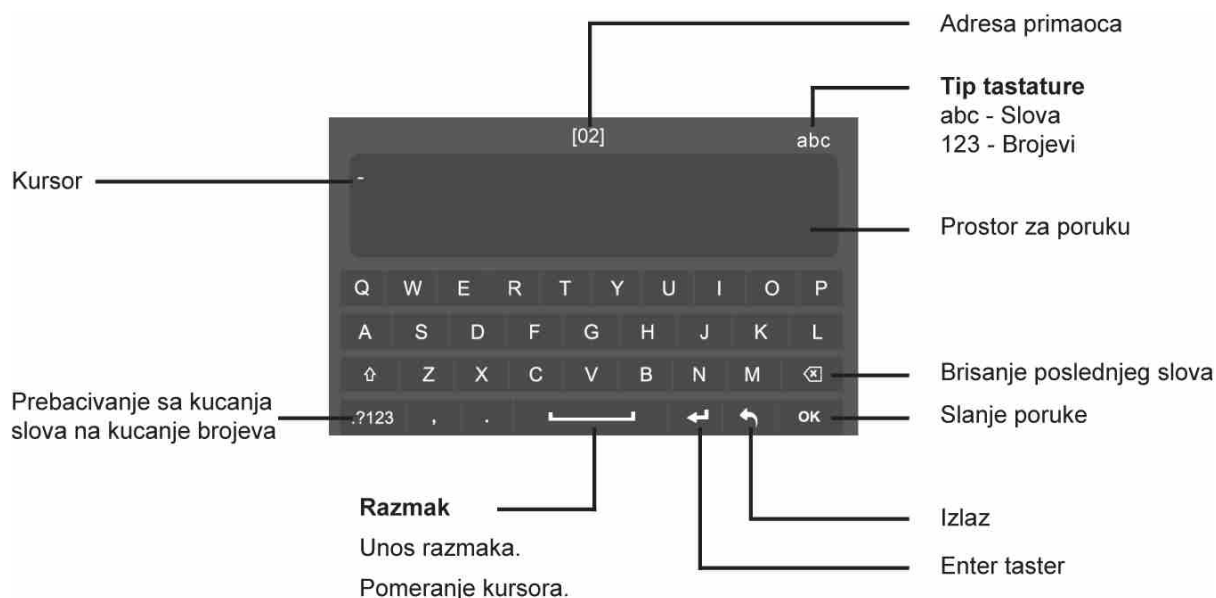 Adresa primaoca
Tip tastature
abc - Slova
123 - Brojevi
[02]
abc
Kursor
-
Prostor za poruku
Q W E R T Y U I O P
A S D F G H J K L
Z X C V B N M
Brisanje poslednjeg slova
Prebacivanje sa kucanja
slova na kucanje brojeva
.?123 , . OK
Slanje poruke
Razmak
Unos razmaka.
Pomeranje kursora.
Izlaz
Enter taster